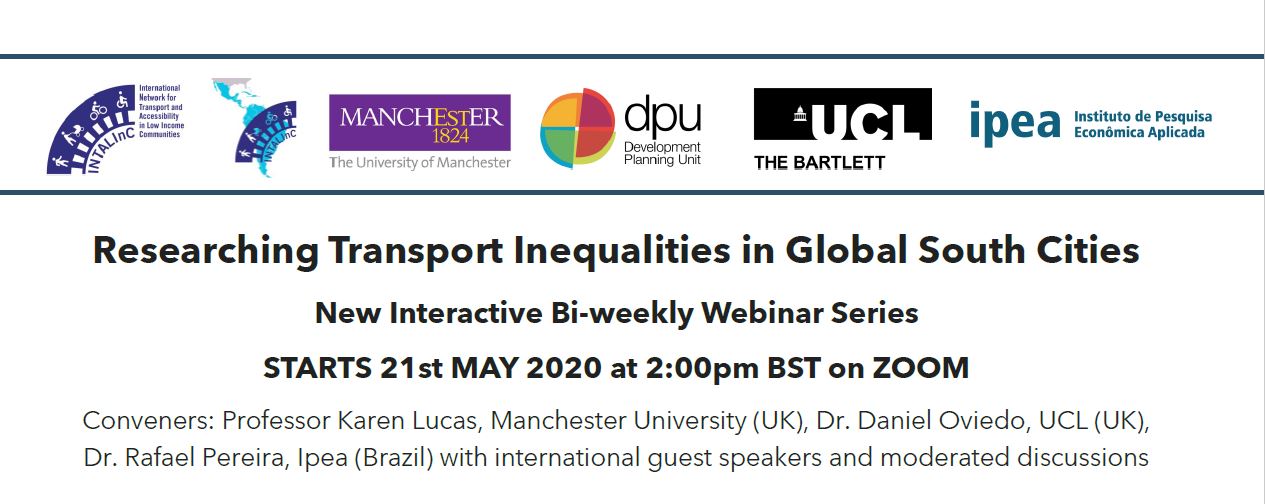 International
Network for
Transport and
Accessibility
in Low Income
Communities
INTALInC
INTALInC
MANCHESTER
1824
The University of Manchester
dpu
Development
Planning Unit
UCL
THE BARTLETT
ipea
Instituto de Pesquisa
Econômica Aplicada
Researching Transport Inequalities in Global South Cities
New Interactive Bi-weekly Webinar Series
STARTS 21st MAY 2020 at 2:00pm BST on ZOOM
Conveners: Professor Karen Lucas, Manchester University (UK), Dr. Daniel Oviedo, UCL (UK),
Dr. Rafael Pereira, Ipea (Brazil) with international guest speakers and moderated discussions